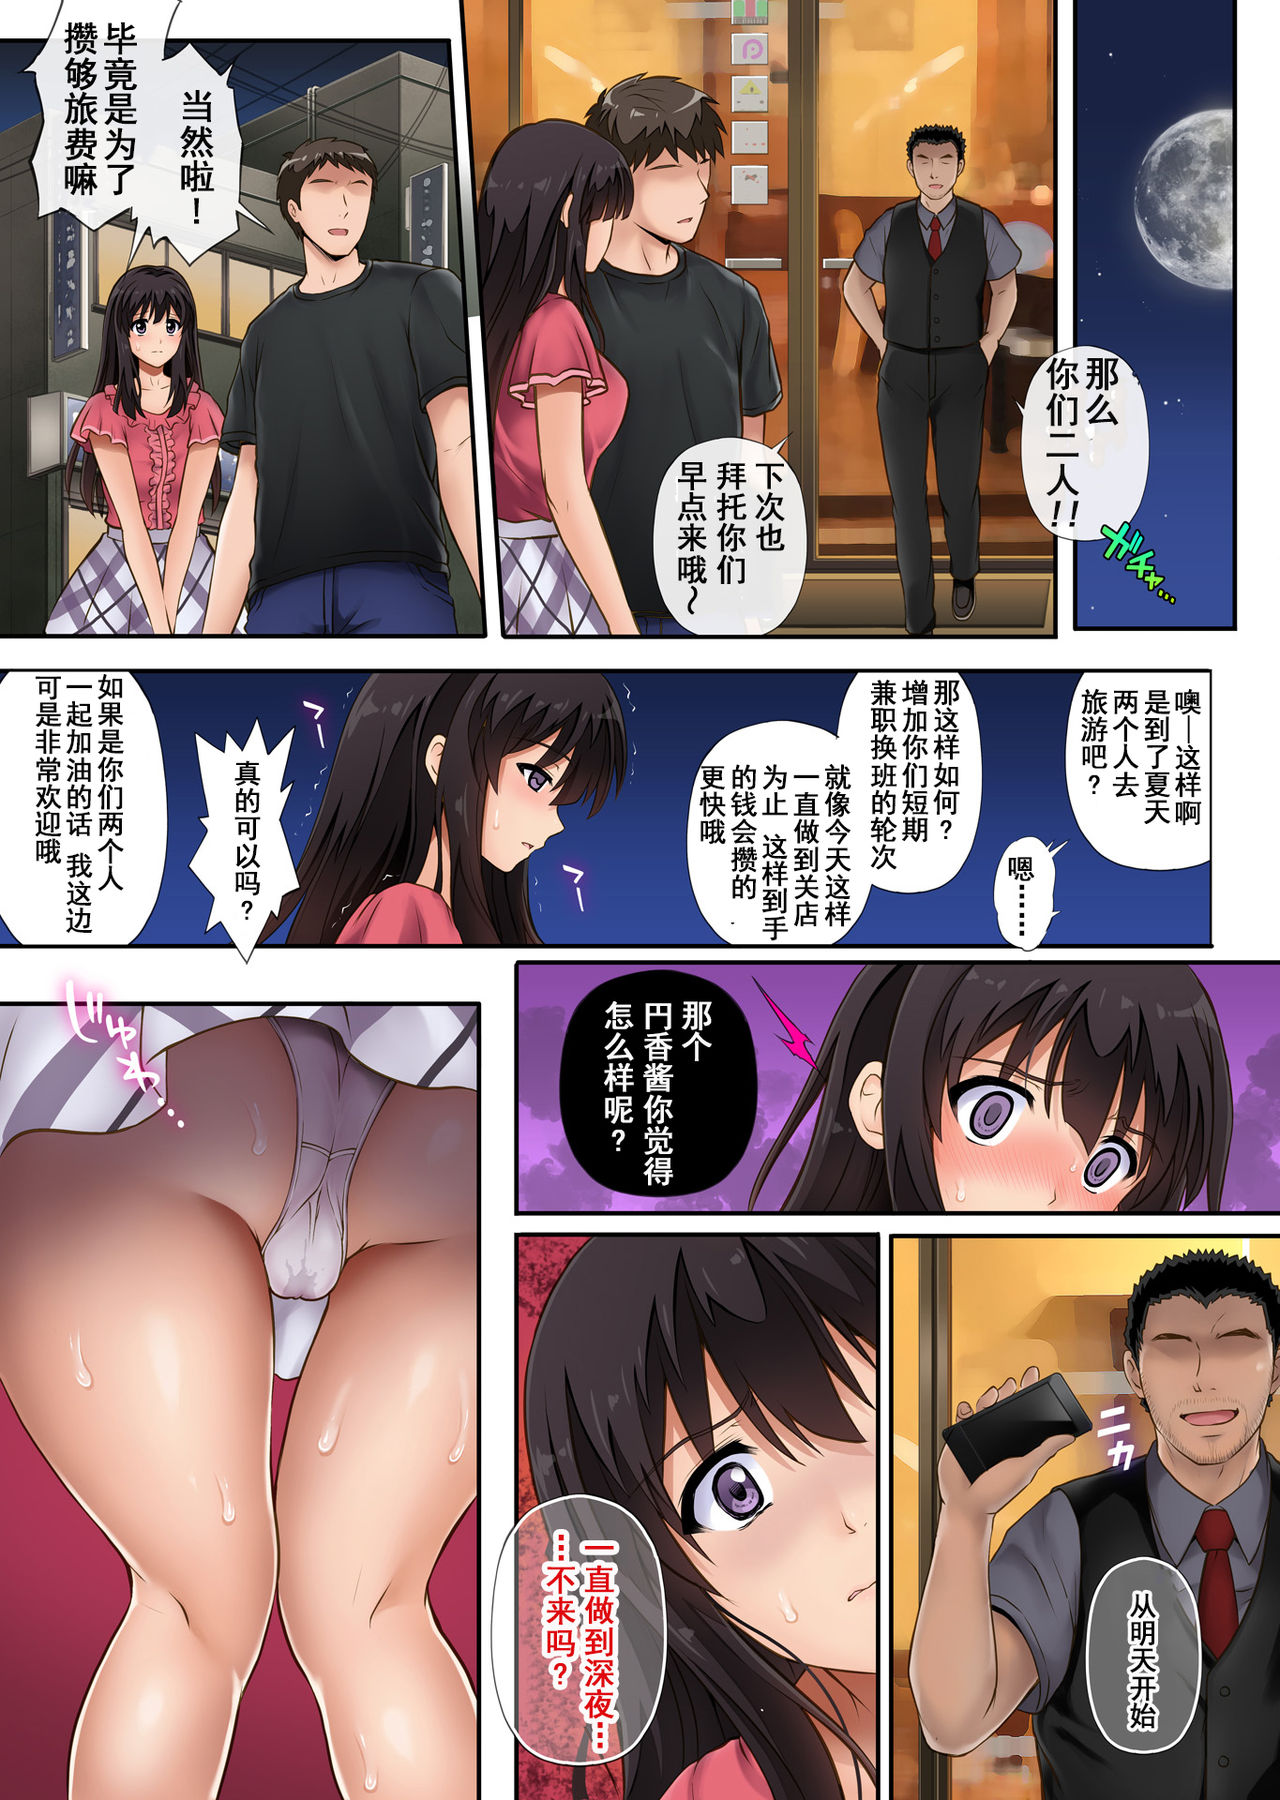 那么
你们二人!!
ガチャ…
下次也
拜托你们
早点来哦~
当然啦!
毕竟是为了
攒够旅费嘛
噢—这样啊
是到了夏天
两个人去
旅游吧?
嗯……
那这样如何?
增加你们短期
兼职换班的轮次
就像今天这样
一直做到关店
为止 这样到手
的钱会攒的
更快哦
真的可以吗?
如果是你们两个人
一起加油的话 我这边
可是非常欢迎哦
那个
円香酱你觉得
怎么样呢?
从明天开始
ニカ
一直做到深夜…
…不来吗?
じゅわ…